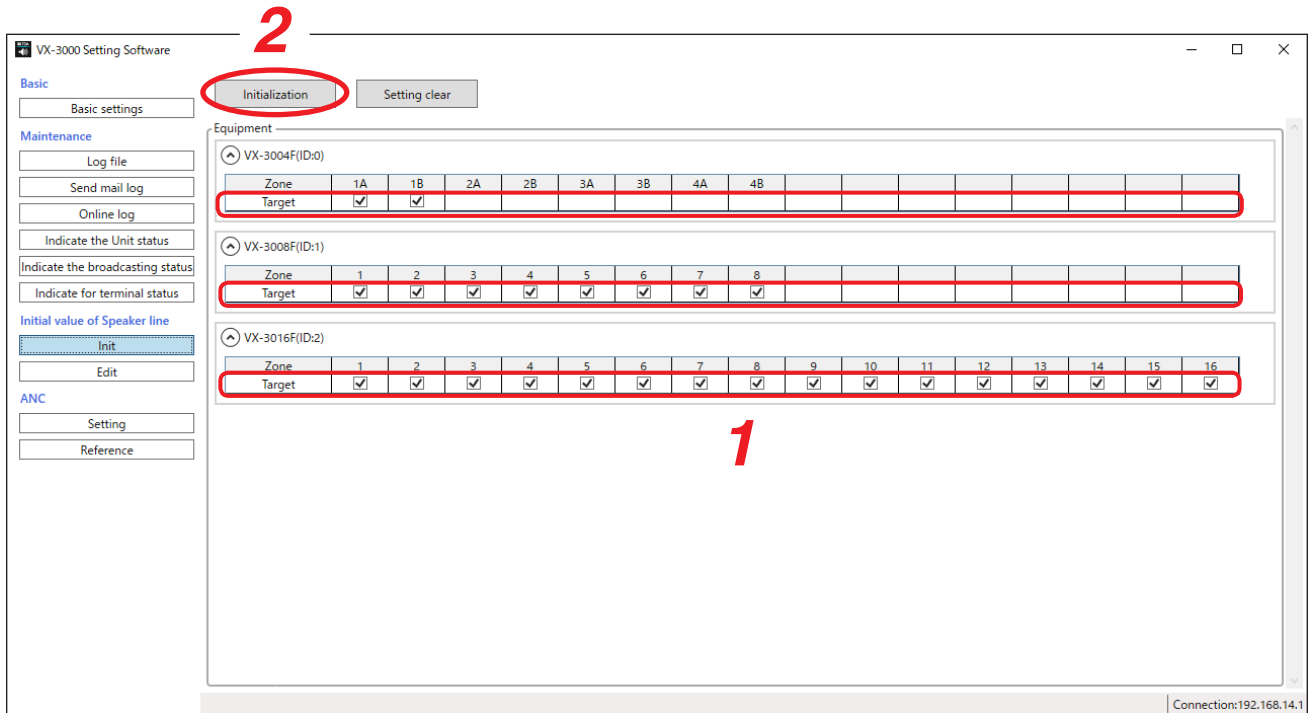 2
VX-3000 Setting Software
Basic
Basic settings
Maintenance
Log file
Send mail log
Online log
Indicate the Unit status
Indicate the broadcasting status
Indicate for terminal status
Initial value of Speaker line
Init
Edit
ANC
Setting
Reference
Initialization Setting clear
Equipment
VX-3004F(ID:0)
Zone 1A 1B 2A 2B 3A 3B 4A 4B
Target
VX-3008F(ID:1)
Zone 1 2 3 4 5 6 7 8
Target
VX-3016F(ID:2)
Zone 1 2 3 4 5 6 7 8 9 10 11 12 13 14 15 16
Target
1
Connection:192.168.14.1